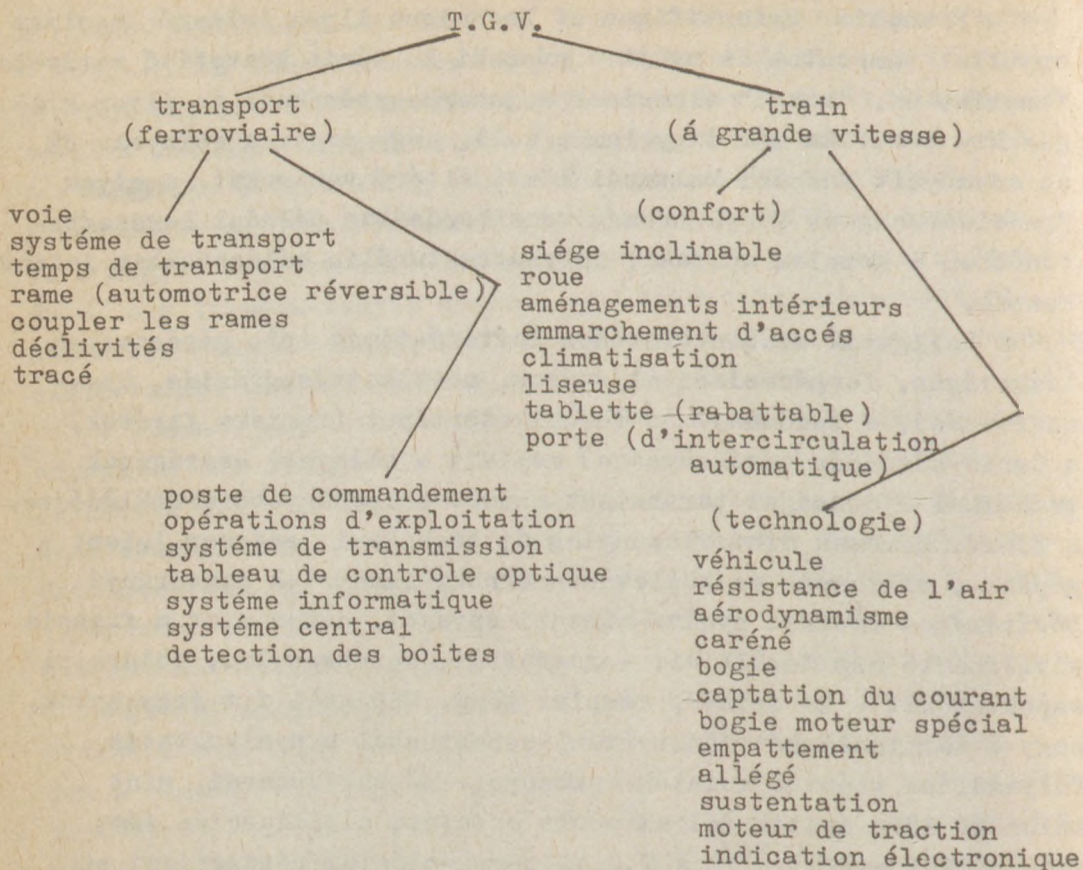 T.G.V.
transport
(ferroviaire)
train
(á grande vitesse)
voie
systéme de transport
temps de transport
rame (automotrice réversible)
coupler les rames
déclivités
tracé
(confort)
siége inclinable
roue
aménagements intérieurs
emmarchement d'accés
climatisation
liseuse
tablette (rabattable)
porte (d'intercirculation
automatique)
poste de commandement
opérations d'exploitation
systéme de transmission
tableau de controle optique
systéme informatique
systéme central
detection des boites
(technologie)
véhicule
résistance de l'air
aérodynamisme
caréné
bogie
captation du courant
bogie moteur spécial
empattement
allégé
sustentation
moteur de traction
indication électronique